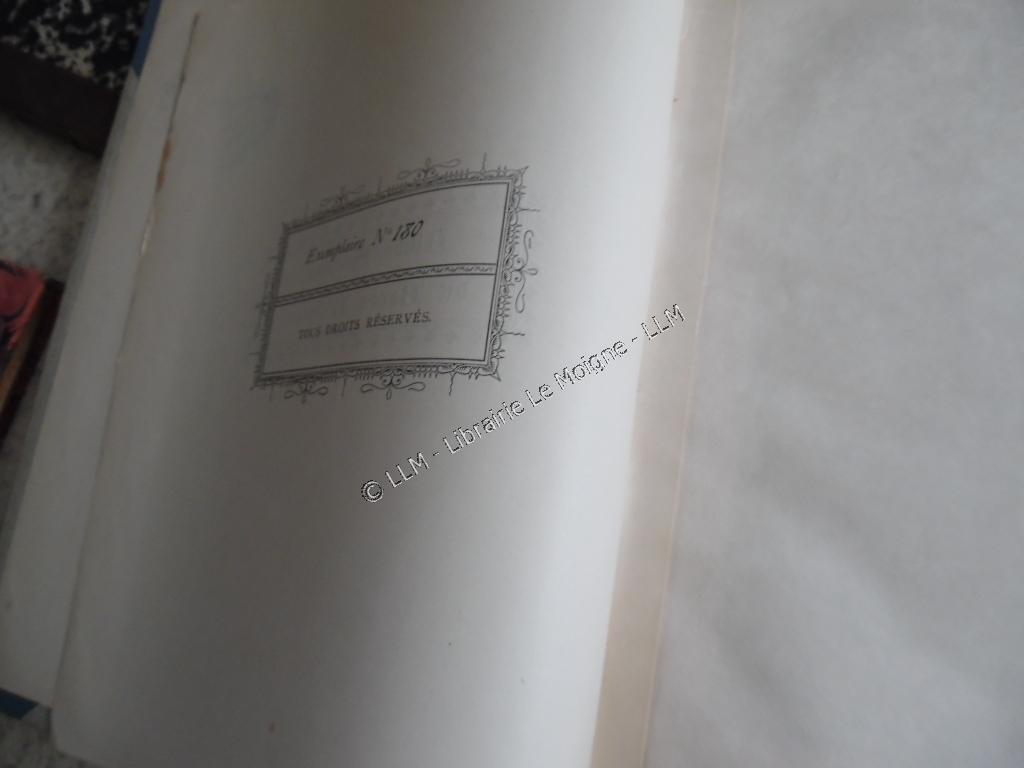 Exemplaire N° 180
TOUS DROITS RÉSERVÉS.
© LLM - Librairie Le Moigne - LLM